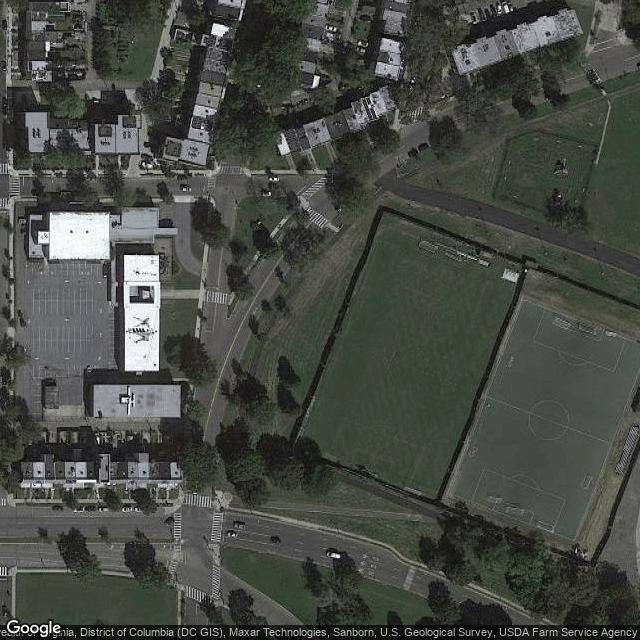 Google
nia, District of Columbia (DC GIS), Maxar Technologies, Sanborn, U.S. Geological Survey, USDA Farm Service Agency